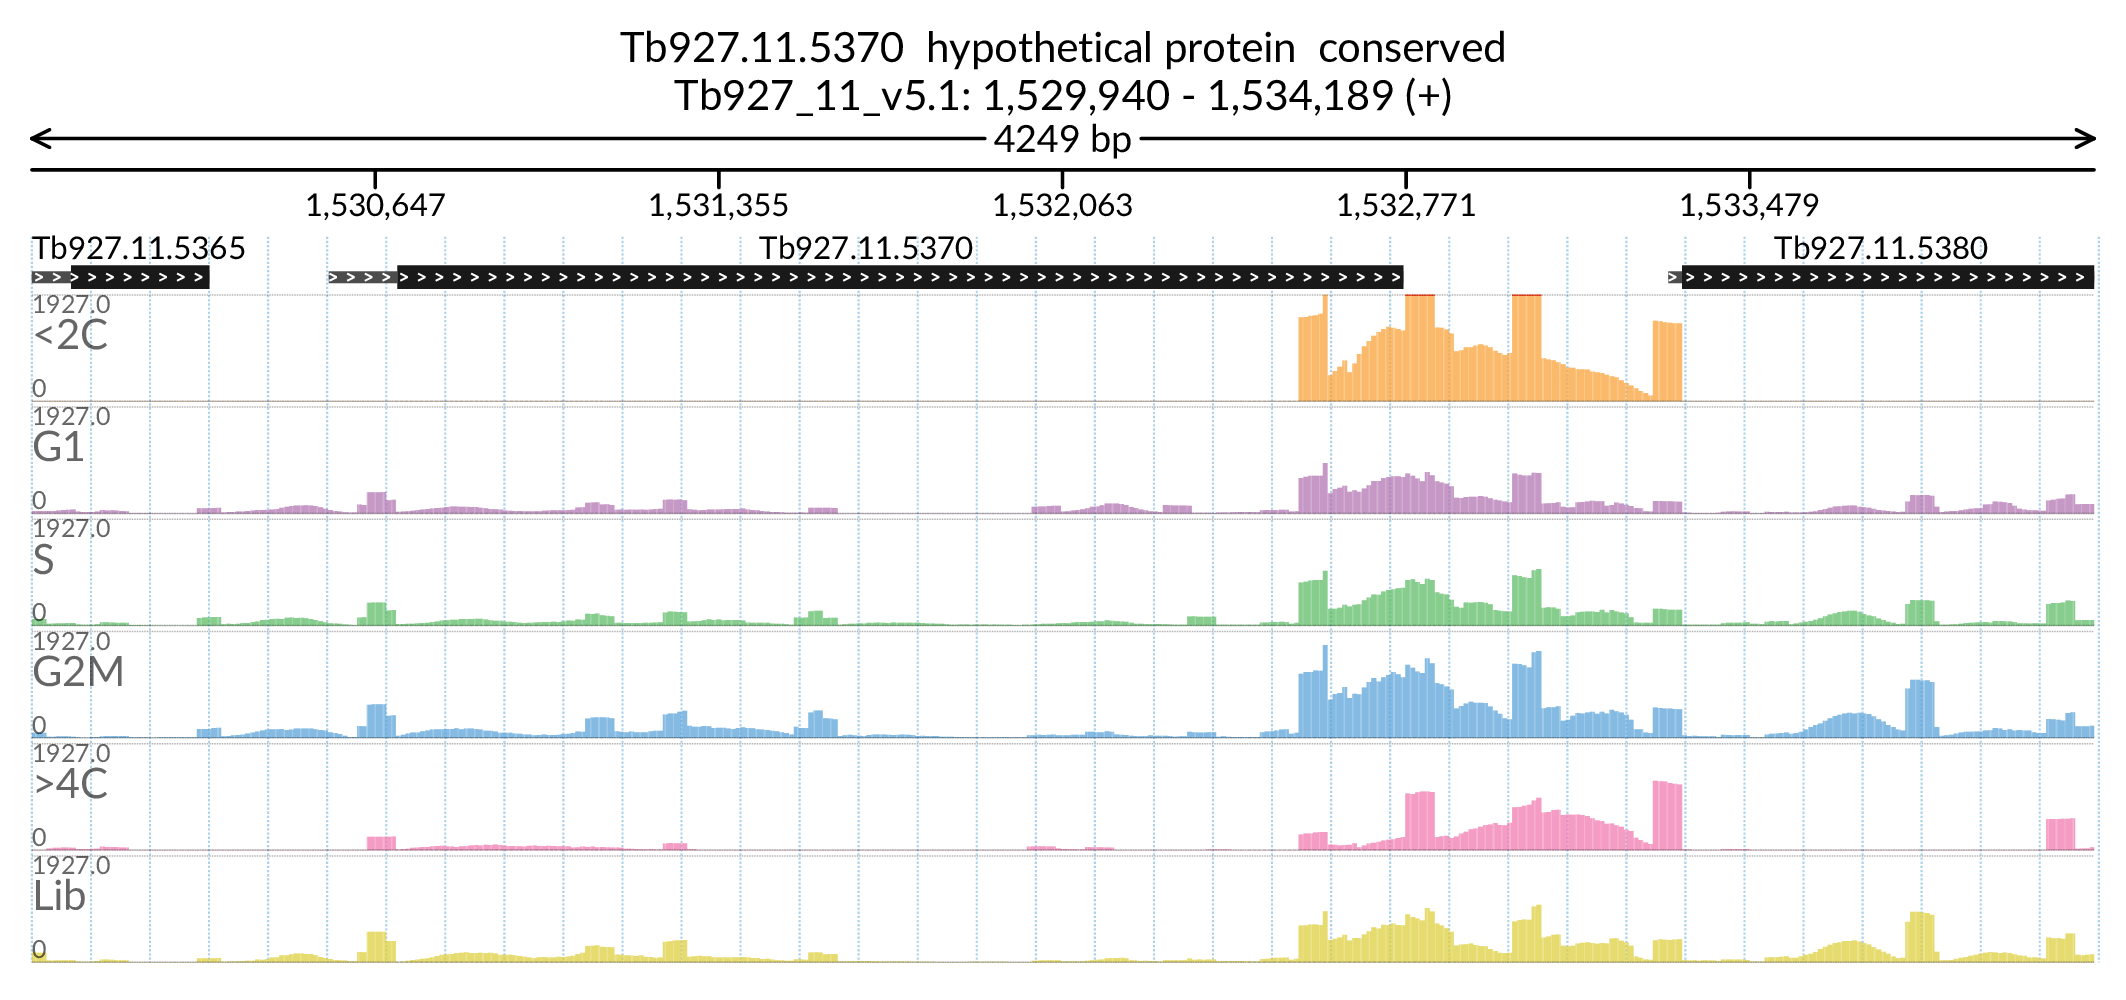 Tb927.11.5370 hypothetical protein conserved
Tb927_11_v5.1: 1,529,940 - 1,534,189 (+)
4249 bp
1,530,647 1,531,355 1,532,063 1,532,771 1,533,479
Tb927.11.5365 Tb927.11.5370 Tb927.11.5380
1927.0
<2C
0
1927.0
G1
0
1927.0
S
0
1927.0
G2M
0
1927.0
>4C
0
1927.0
Lib
0